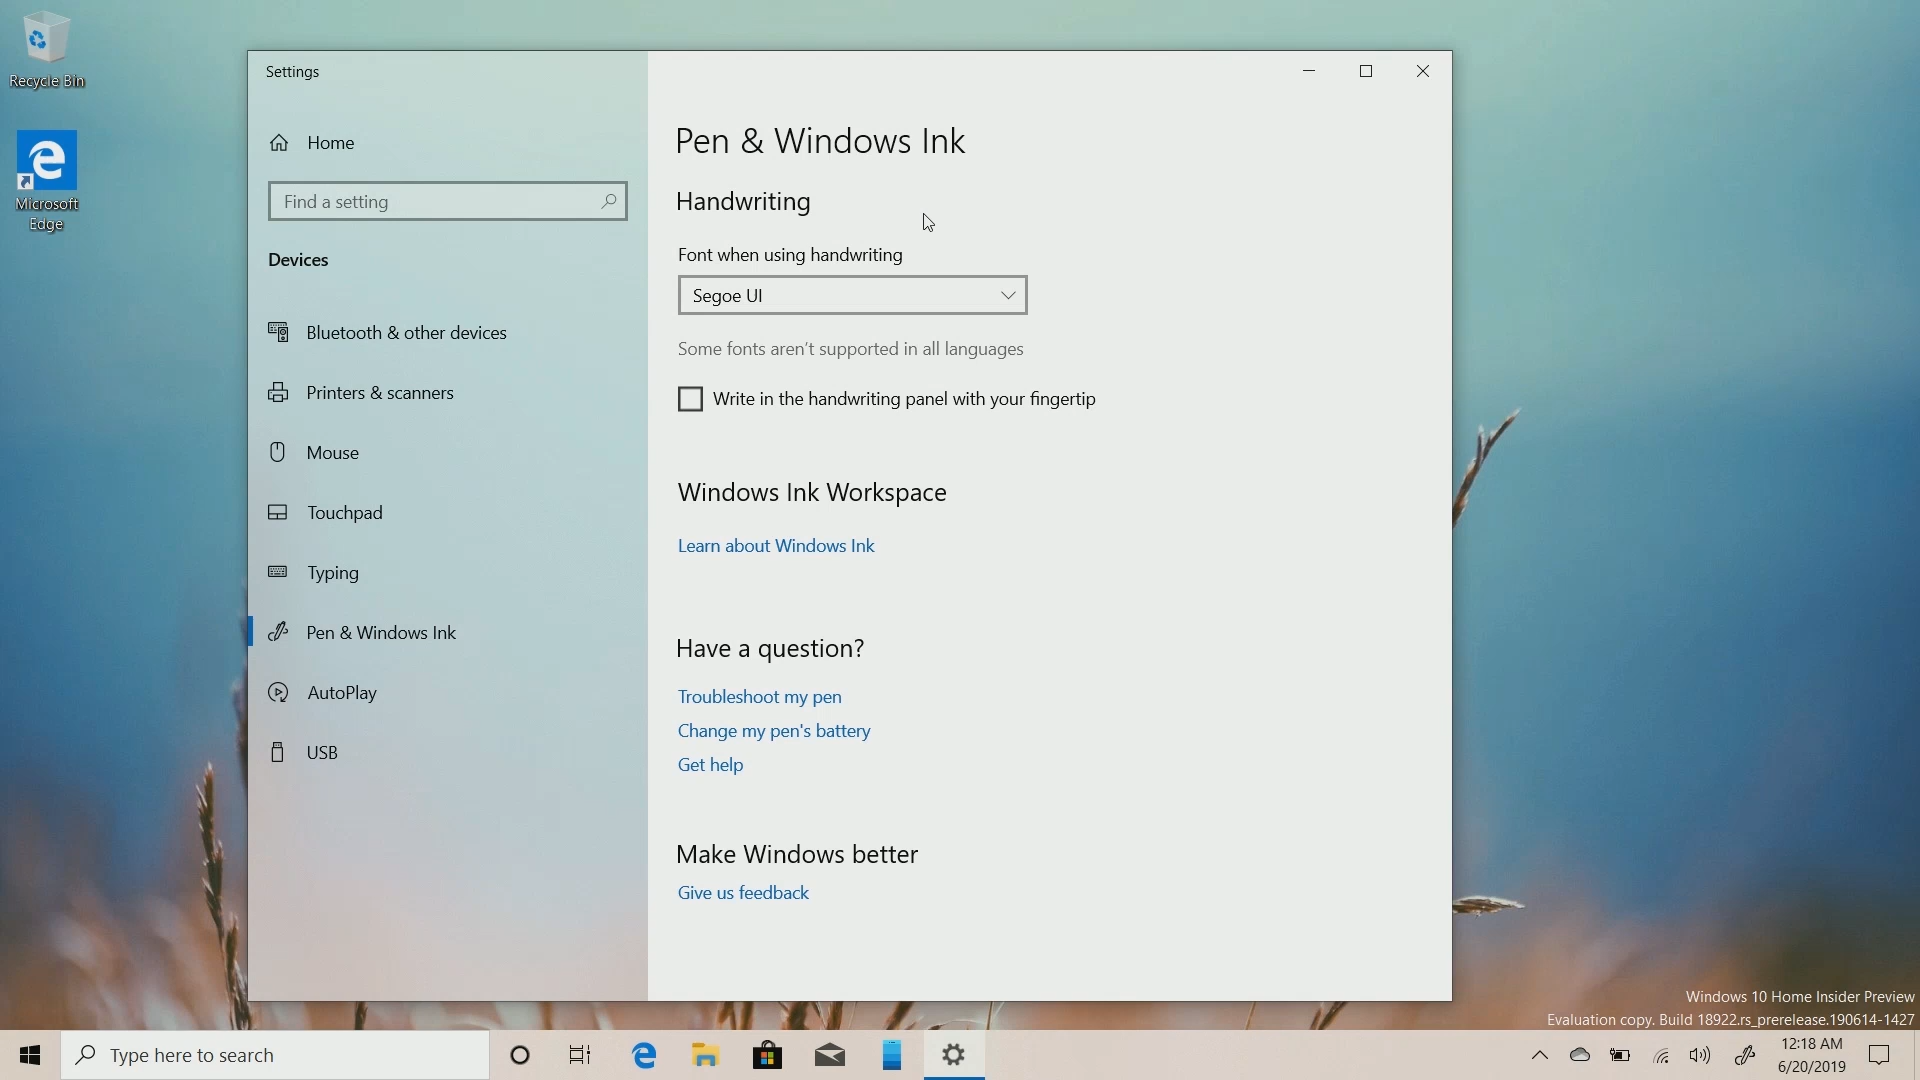 Recycle Bin
Microsoft
Edge
Settings
Home
Find a setting
Devices
Bluetooth & other devices
Printers & scanners
Mouse
Touchpad
Typing
Pen & Windows Ink
AutoPlay
USB
Pen & Windows Ink
Handwriting
Font when using handwriting
Segoe UI
Some fonts aren't supported in all languages
Write in the handwriting panel with your fingertip
Windows Ink Workspace
Learn about Windows Ink
Have a question?
Troubleshoot my pen
Change my pen's battery
Get help
Make Windows better
Give us feedback
Windows 10 Home Insider Preview
Evaluation copy. Build 18922.rs_prerelease.190614-1427
Type here to search
12:18 AM
6/20/2019